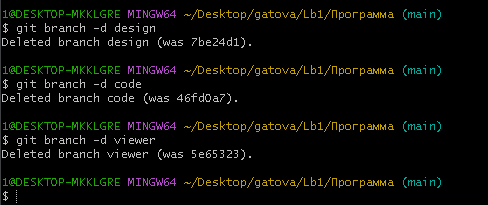 1@DESKTOP-MKKLGRE MINGW64 ~/Desktop/gatova/Lb1/Программа (main)
$ git branch -d design
Deleted branch design (was 7be24d1).
1@DESKTOP-MKKLGRE MINGW64 ~/Desktop/gatova/Lb1/Программа (main)
$ git branch -d code
Deleted branch code (was 46fd0a7).
1@DESKTOP-MKKLGRE MINGW64 ~/Desktop/gatova/Lb1/Программа (main)
$ git branch -d viewer
Deleted branch viewer (was 5e65323).
1@DESKTOP-MKKLGRE MINGW64 ~/Desktop/gatova/Lb1/Программа (main)
$